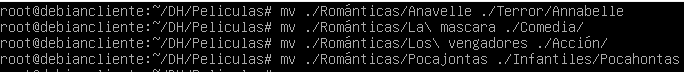 root@debiancliente:~/DH/Peliculas# mv ./Románticas/Anavelle ./Terror/Annabelle
root@debiancliente:~/DH/Peliculas# mv ./Románticas/La\ mascara ./Comedia/
root@debiancliente:~/DH/Peliculas# mv ./Románticas/Los\ vengadores ./Acción/
root@debiancliente:~/DH/Peliculas# mv ./Románticas/Pocajontas ./Infantiles/Pocahontas